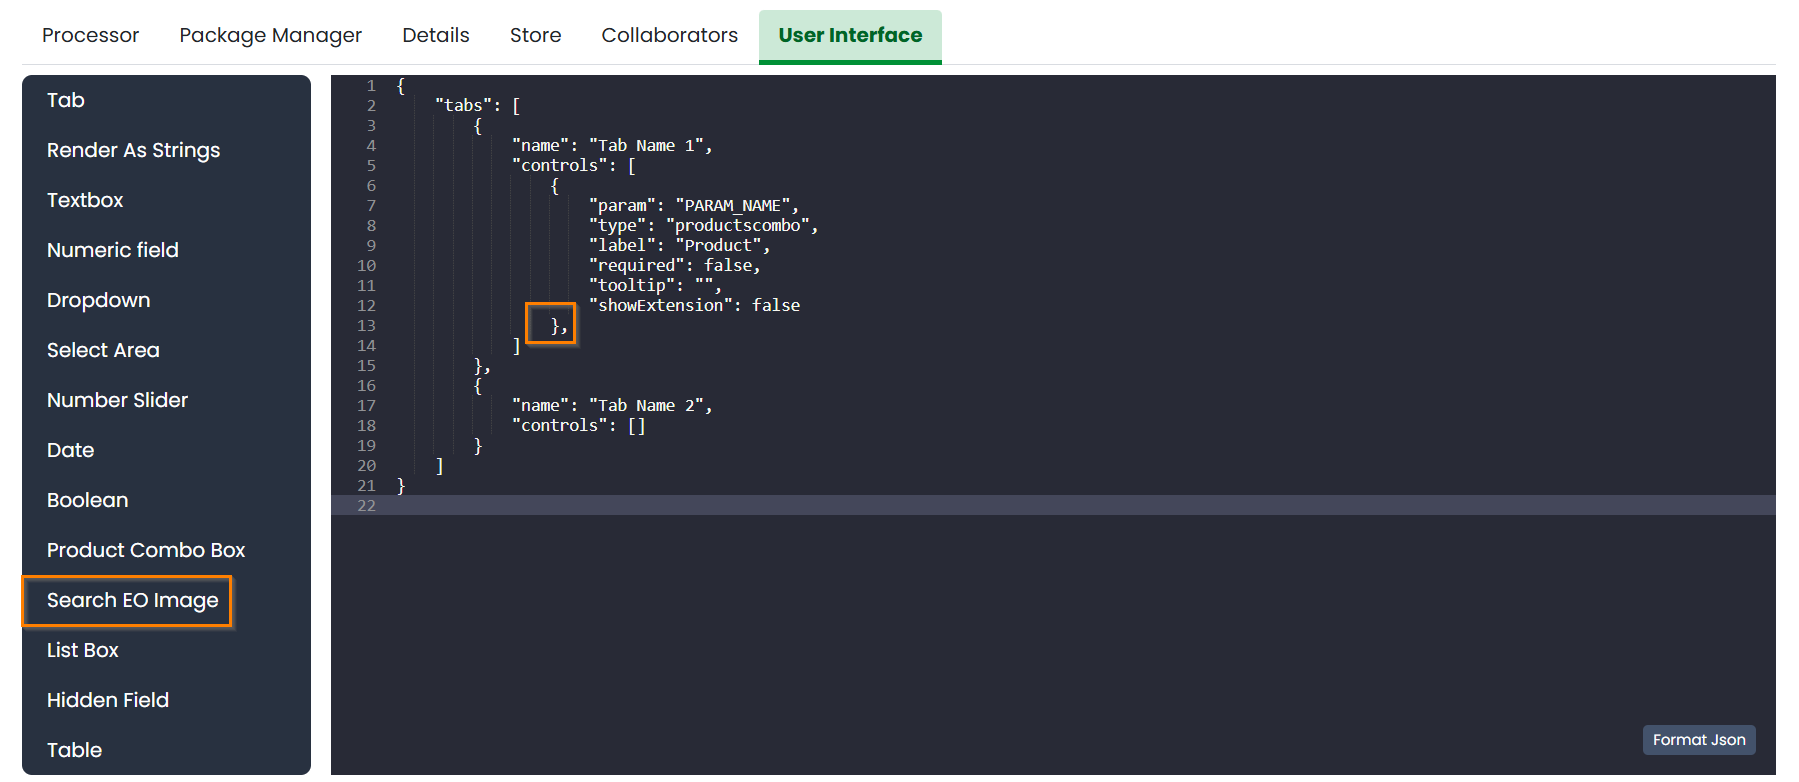 Processor Package Manager Details Store Collaborators User Interface
Tab
Render As Strings
Textbox
Numeric field
Dropdown
Select Area
Number Slider
Date
Boolean
Product Combo Box
Search EO Image
List Box
Hidden Field
Table
1 {
2 "tabs": [
3 {
4 "name": "Tab Name 1",
5 "controls": [
6 {
7 "param": "PARAM_NAME",
8 "type": "productscombo",
9 "label": "Product",
10 "required": false,
11 "tooltip": "",
12 "showExtension": false
13 },
14 ]
15 },
16 {
17 "name": "Tab Name 2",
18 "controls": []
19 }
20 ]
21 }
22
Format Json